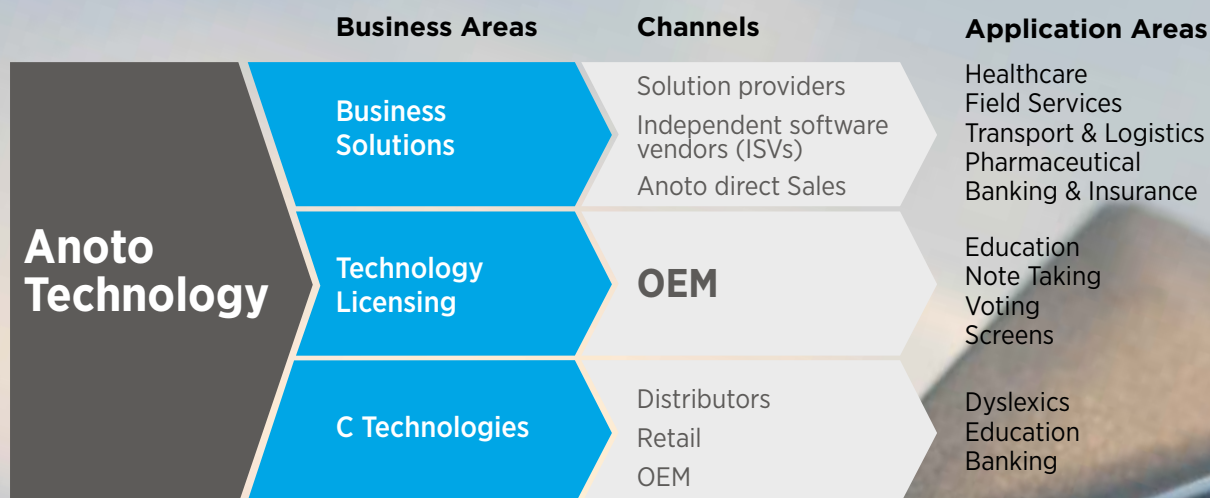 Business Areas
Channels
Application Areas
Anoto
Technology
Business
Solutions
Solution providers
Independent software
vendors (ISVs)
Anoto direct Sales
Healthcare
Field Services
Transport & Logistics
Pharmaceutical
Banking & Insurance
Technology
Licensing
OEM
Education
Note Taking
Voting
Screens
C Technologies
Distributors
Retail
OEM
Dyslexics
Education
Banking